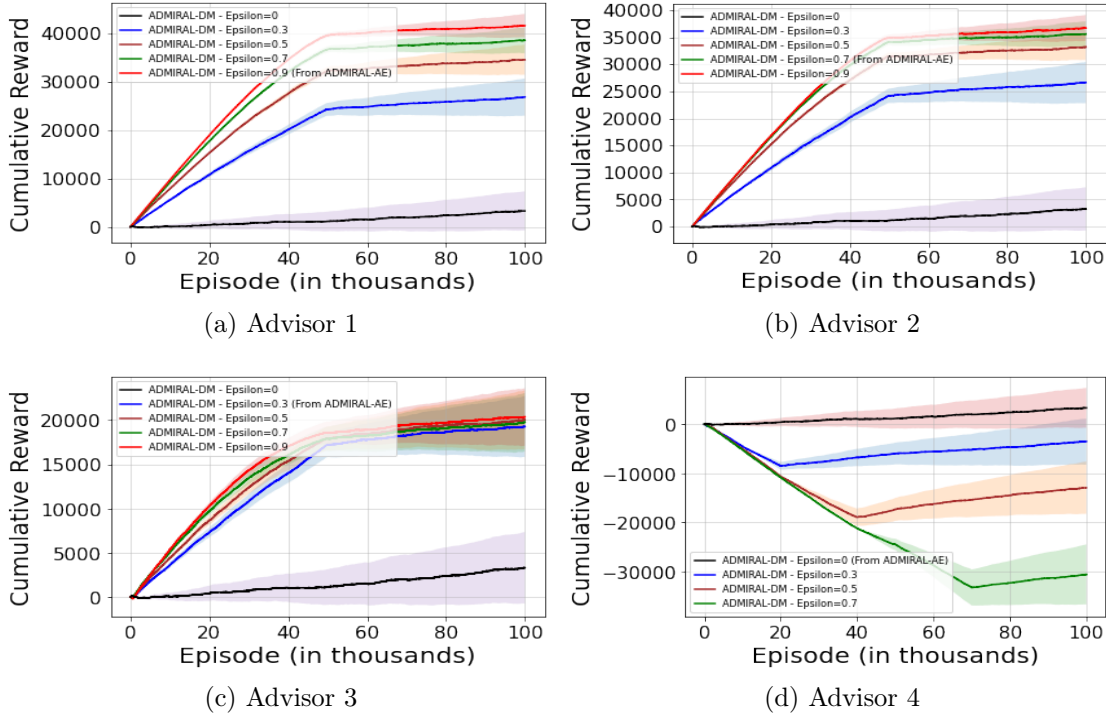 ADMIRAL-DM - Epsilon=0
ADMIRAL-DM - Epsilon=0.3
ADMIRAL-DM - Epsilon=0.5
ADMIRAL-DM - Epsilon=0.7
ADMIRAL-DM - Epsilon=0.9 (From ADMIRAL-AE)
40000
30000
20000
10000
0
Cumulative Reward
0 20 40 60 80 100
Episode (in thousands)
(a) Advisor 1
ADMIRAL-DM - Epsilon=0
ADMIRAL-DM - Epsilon=0.3
ADMIRAL-DM - Epsilon=0.5
ADMIRAL-DM - Epsilon=0.7 (From ADMIRAL-AE)
ADMIRAL-DM - Epsilon=0.9
40000
35000
30000
25000
20000
15000
10000
5000
0
Cumulative Reward
0 20 40 60 80 100
Episode (in thousands)
(b) Advisor 2
ADMIRAL-DM - Epsilon=0
ADMIRAL-DM - Epsilon=0.3 (From ADMIRAL-AE)
ADMIRAL-DM - Epsilon=0.5
ADMIRAL-DM - Epsilon=0.7
ADMIRAL-DM - Epsilon=0.9
20000
15000
10000
5000
0
Cumulative Reward
0 20 40 60 80 100
Episode (in thousands)
(c) Advisor 3
0
−10000
−20000
−30000
Cumulative Reward
ADMIRAL-DM - Epsilon=0 (From ADMIRAL-AE)
ADMIRAL-DM - Epsilon=0.3
ADMIRAL-DM - Epsilon=0.5
ADMIRAL-DM - Epsilon=0.7
0 20 40 60 80 100
Episode (in thousands)
(d) Advisor 4